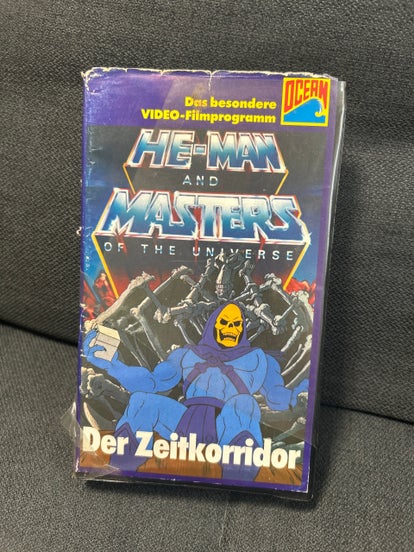 Das besondere
VIDEO-Filmprogramm
OCEAN
HE-MAN
AND
MASTERS
OF THE UNIVERSE
Der Zeitkorridor